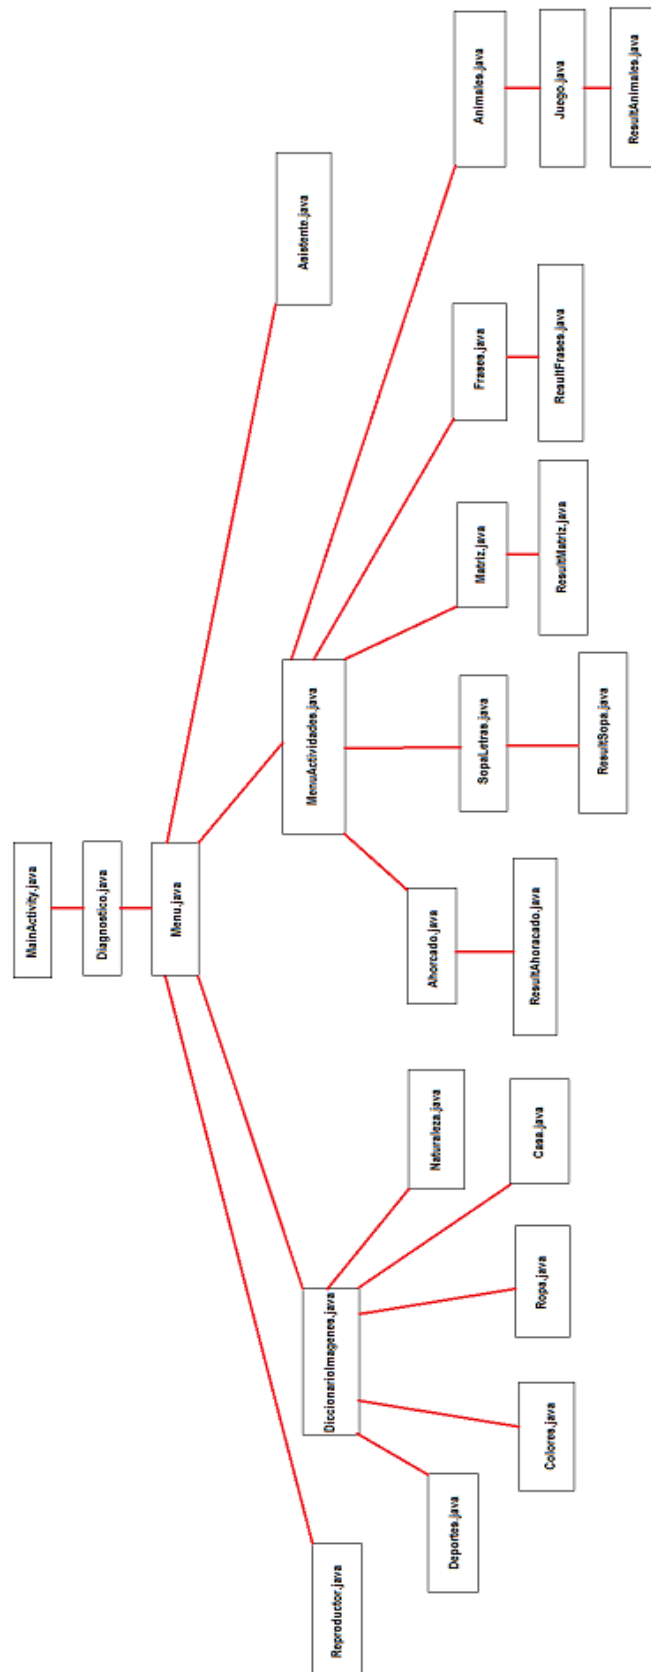 MainActivity.java
Diagnostico.java
Menu.java
Reproductor.java
DiccionarioImagenes.java
MenuActividades.java
Asistente.java
Deportes.java
Colores.java
Ropa.java
Casa.java
Naturaleza.java
Ahorcado.java
SopaLetras.java
Matriz.java
Frases.java
Animales.java
ResultAhoracado.java
ResultSopa.java
ResultMatriz.java
ResultFrases.java
Juego.java
ResultAnimales.java